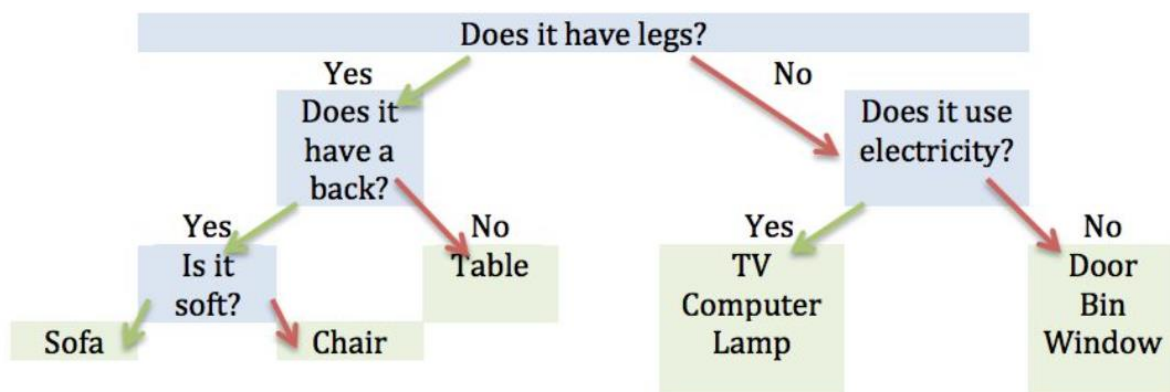 Does it have legs?
Yes
No
Does it
have a
back?
Does it use
electricity?
Yes
No
Yes
No
Is it
soft?
Table
TV
Computer
Lamp
Door
Bin
Window
Sofa
Chair